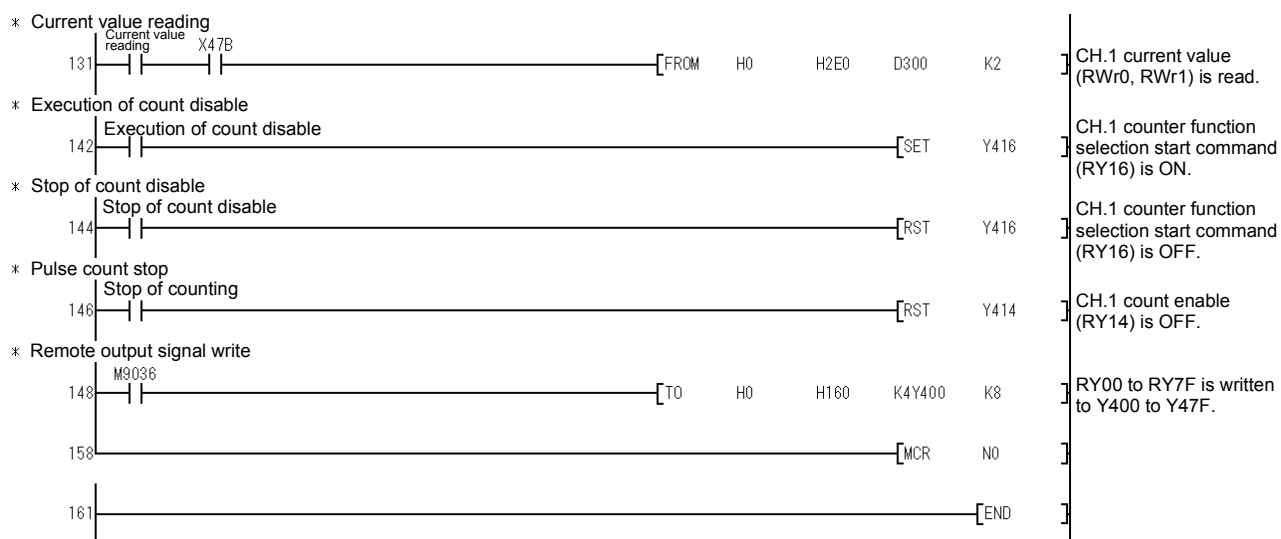 * Current value reading
Current value
reading X47B
131 FROM H0 H2E0 D300 K2
CH.1 current value
(RWr0, RWr1) is read.
* Execution of count disable
Execution of count disable
142 SET Y416
CH.1 counter function
selection start command
(RY16) is ON.
* Stop of count disable
Stop of count disable
144 RST Y416
CH.1 counter function
selection start command
(RY16) is OFF.
* Pulse count stop
Stop of counting
146 RST Y414
CH.1 count enable
(RY14) is OFF.
* Remote output signal write
M9036
148 TO H0 H160 K4Y400 K8
RY00 to RY7F is written
to Y400 to Y47F.
158 MCR N0
161 END